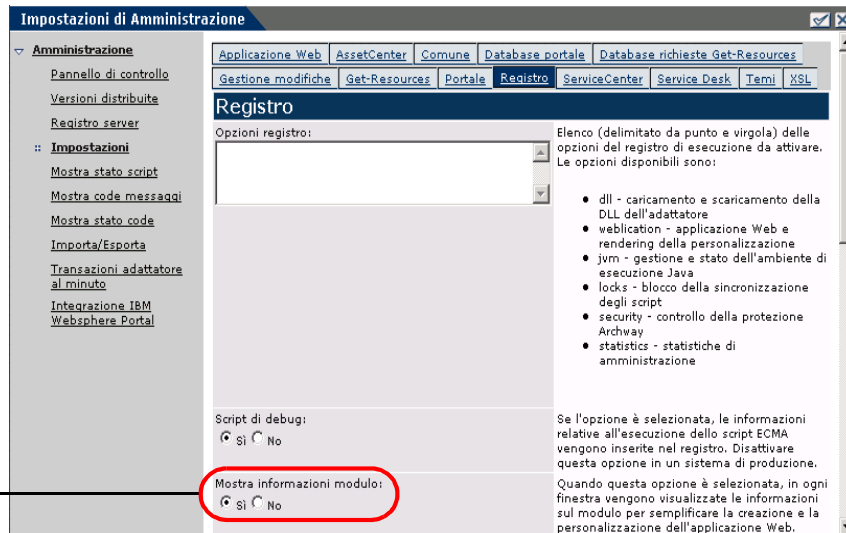 Impostazioni di Amministrazione
Amministrazione
Pannello di controllo
Versioni distribuite
Registro server
Impostazioni
Mostra stato script
Mostra code messaggi
Mostra stato code
Importa/Esporta
Transazioni adattatore
al minuto
Integrazione IBM
Websphere Portal
Applicazione Web AssetCenter Comune Database portale Database richieste Get-Resources
Gestione modifiche Get-Resources Portale Registro ServiceCenter Service Desk Temi XSL
Registro
Opzioni registro:
Elenco (delimitato da punto e virgola) delle
opzioni del registro di esecuzione da attivare.
Le opzioni disponibili sono:
• dll - caricamento e scaricamento della
DLL dell'adattatore
• weblication - applicazione Web e
rendering della personalizzazione
• jvm - gestione e stato dell'ambiente di
esecuzione Java
• locks - blocco della sincronizzazione
degli script
• security - controllo della protezione
Archway
• statistics - statistiche di
amministrazione
Script di debug:
Sì No
Se l'opzione è selezionata, le informazioni
relative all'esecuzione dello script ECMA
vengono inserite nel registro. Disattivare
questa opzione in un sistema di produzione.
Mostra informazioni modulo:
Sì No
Quando questa opzione è selezionata, in ogni
finestra vengono visualizzate le informazioni
sul modulo per semplificare la creazione e la
personalizzazione dell'applicazione Web.